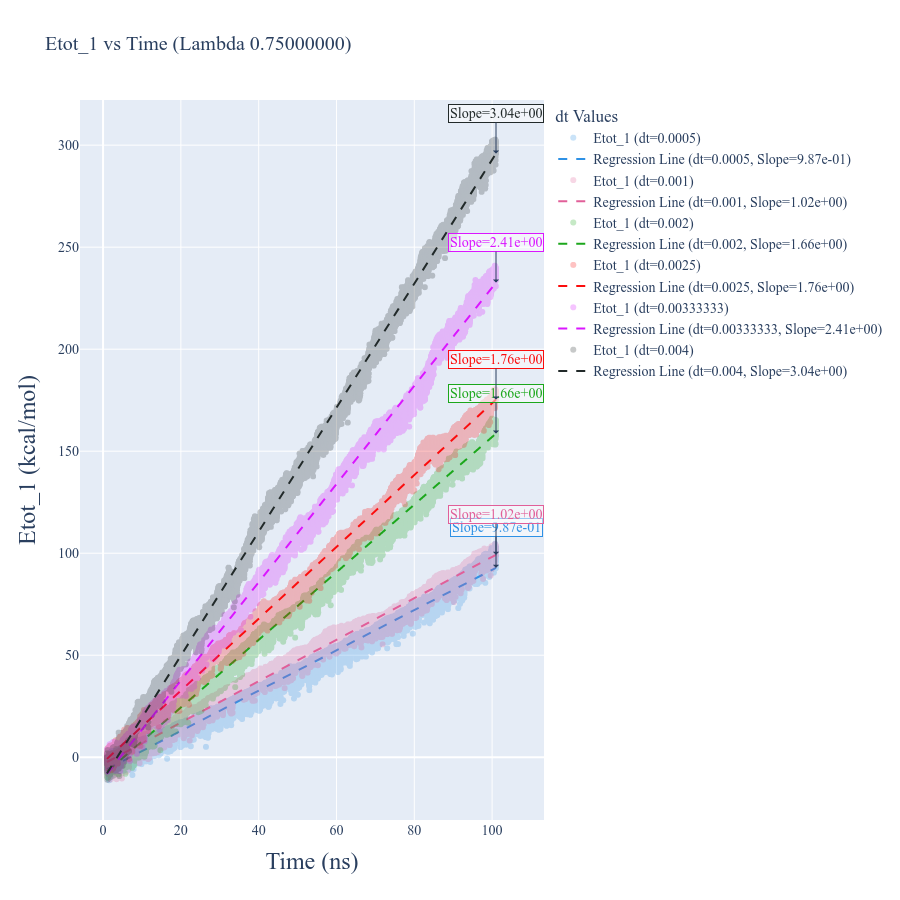 Etot_1 vs Time (Lambda 0.75000000)
Slope=3.04e+00
Slope=2.41e+00
Slope=1.76e+00
Slope=1.66e+00
Slope=1.02e+00
Slope=9.87e-01
300
250
200
150
100
50
0
Etot_1 (kcal/mol)
0 20 40 60 80 100
Time (ns)
dt Values
Etot_1 (dt=0.0005)
Regression Line (dt=0.0005, Slope=9.87e-01)
Etot_1 (dt=0.001)
Regression Line (dt=0.001, Slope=1.02e+00)
Etot_1 (dt=0.002)
Regression Line (dt=0.002, Slope=1.66e+00)
Etot_1 (dt=0.0025)
Regression Line (dt=0.0025, Slope=1.76e+00)
Etot_1 (dt=0.00333333)
Regression Line (dt=0.00333333, Slope=2.41e+00)
Etot_1 (dt=0.004)
Regression Line (dt=0.004, Slope=3.04e+00)